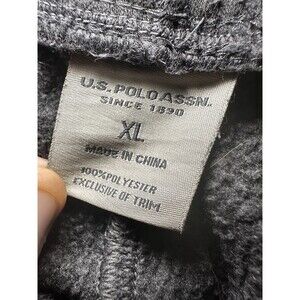 U.S. POLO ASSN.
SINCE 1890
XL
MADE IN CHINA
100%POLYESTER
EXCLUSIVE OF TRIM